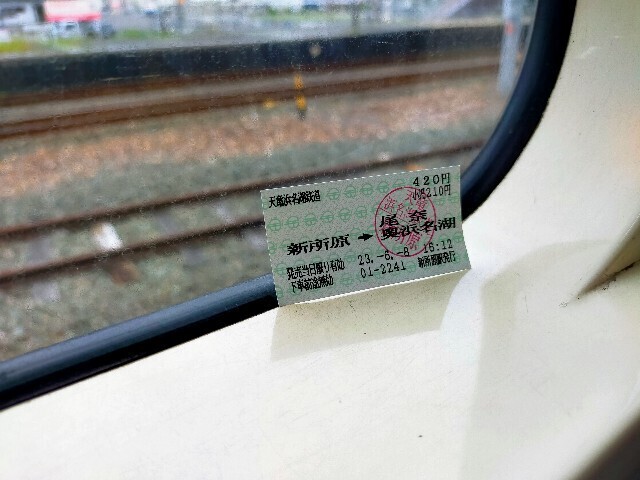 天竜浜名湖鉄道
420円
小児210円
新所原 → 尾奈
奥浜名湖
発売当日限り有効
23.-6.-8 16:12
下車前途無効
01-2241
新所原駅発行